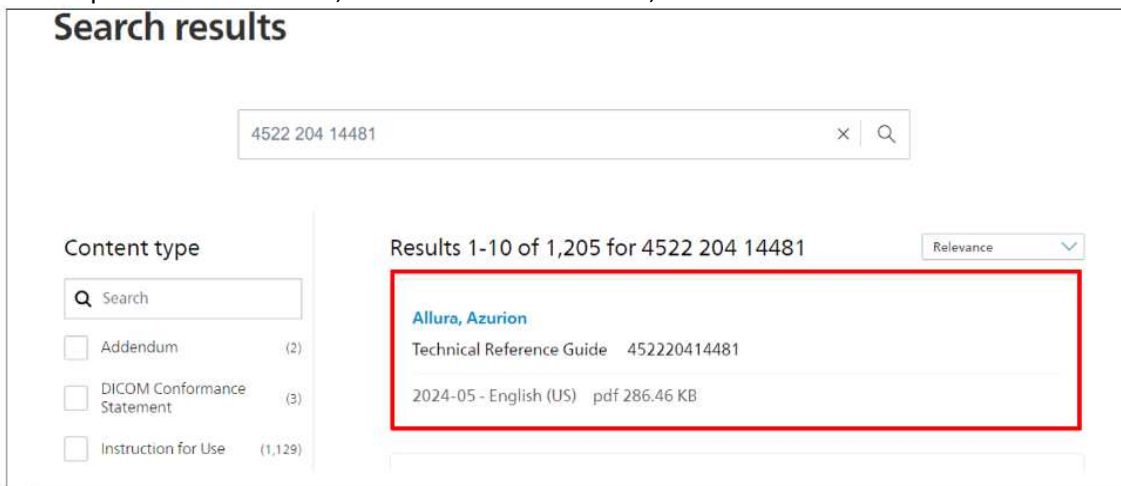 Search results
4522 204 14481
Content type
Search
Addendum (2)
DICOM Conformance
Statement (3)
Instruction for Use (1,129)
Results 1-10 of 1,205 for 4522 204 14481
Relevance
Allura, Azurion
Technical Reference Guide 452220414481
2024-05 - English (US) pdf 286.46 KB